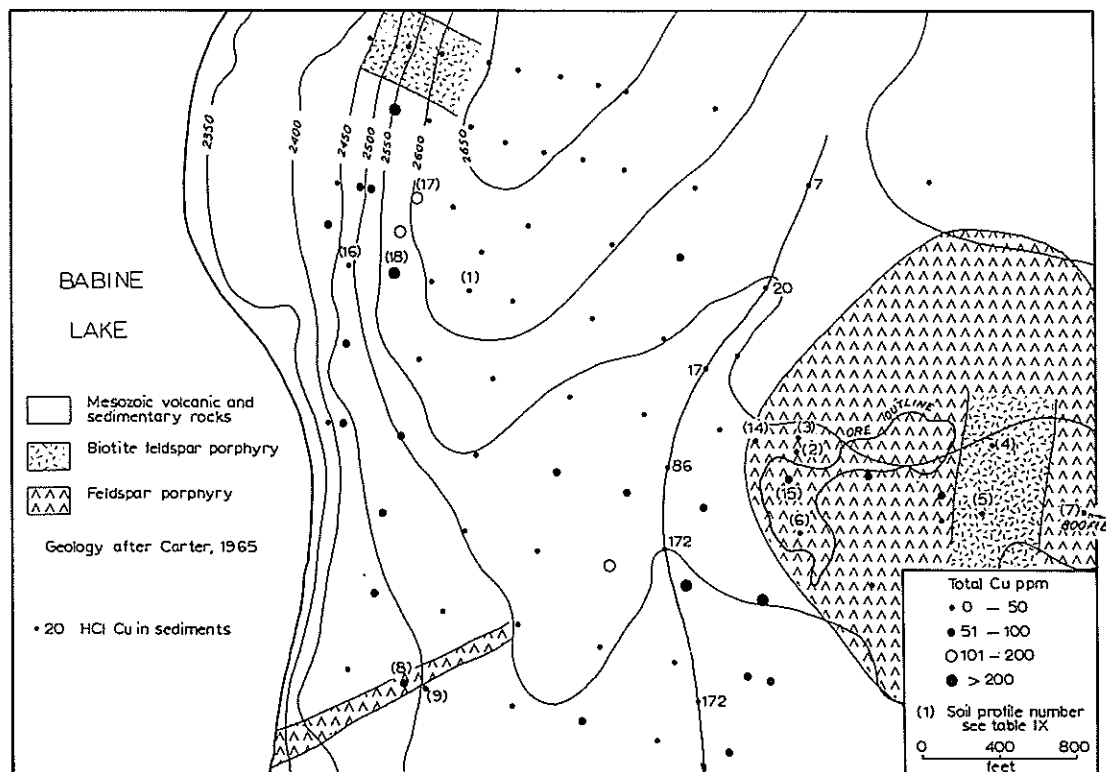 2350
2400
2450
2500
2550
2600
2650
(17)
7
(16)
(18)
(1)
20
BABINE
LAKE
17
Mesozoic volcanic and
sedimentary rocks
Biotite feldspar porphyry
Feldspar porphyry
Geology after Carter, 1965
• 20 HCl Cu in sediments
(14)
(3)
(2)
ORE OUTLINE
(4)
86
(15)
(5)
(6)
(7)
172
(8)
(9)
172
Total Cu ppm
0 – 50
51 – 100
101 – 200
> 200
(1) Soil profile number
see table IX
0 400 800
feet